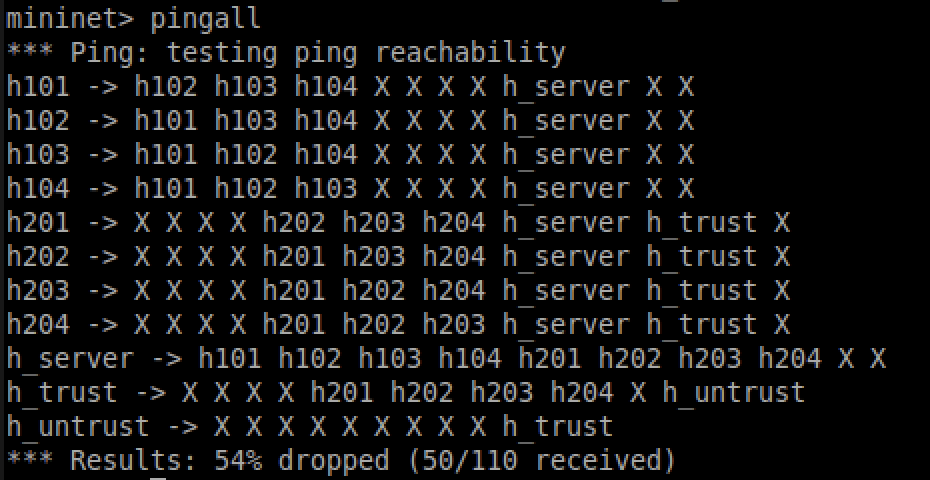 mininet> pingall
*** Ping: testing ping reachability
h101 -> h102 h103 h104 X X X X h_server X X
h102 -> h101 h103 h104 X X X X h_server X X
h103 -> h101 h102 h104 X X X X h_server X X
h104 -> h101 h102 h103 X X X X h_server X X
h201 -> X X X X h202 h203 h204 h_server h_trust X
h202 -> X X X X h201 h203 h204 h_server h_trust X
h203 -> X X X X h201 h202 h204 h_server h_trust X
h204 -> X X X X h201 h202 h203 h_server h_trust X
h_server -> h101 h102 h103 h104 h201 h202 h203 h204 X X
h_trust -> X X X X h201 h202 h203 h204 X h_untrust
h_untrust -> X X X X X X X X X h_trust
*** Results: 54% dropped (50/110 received)